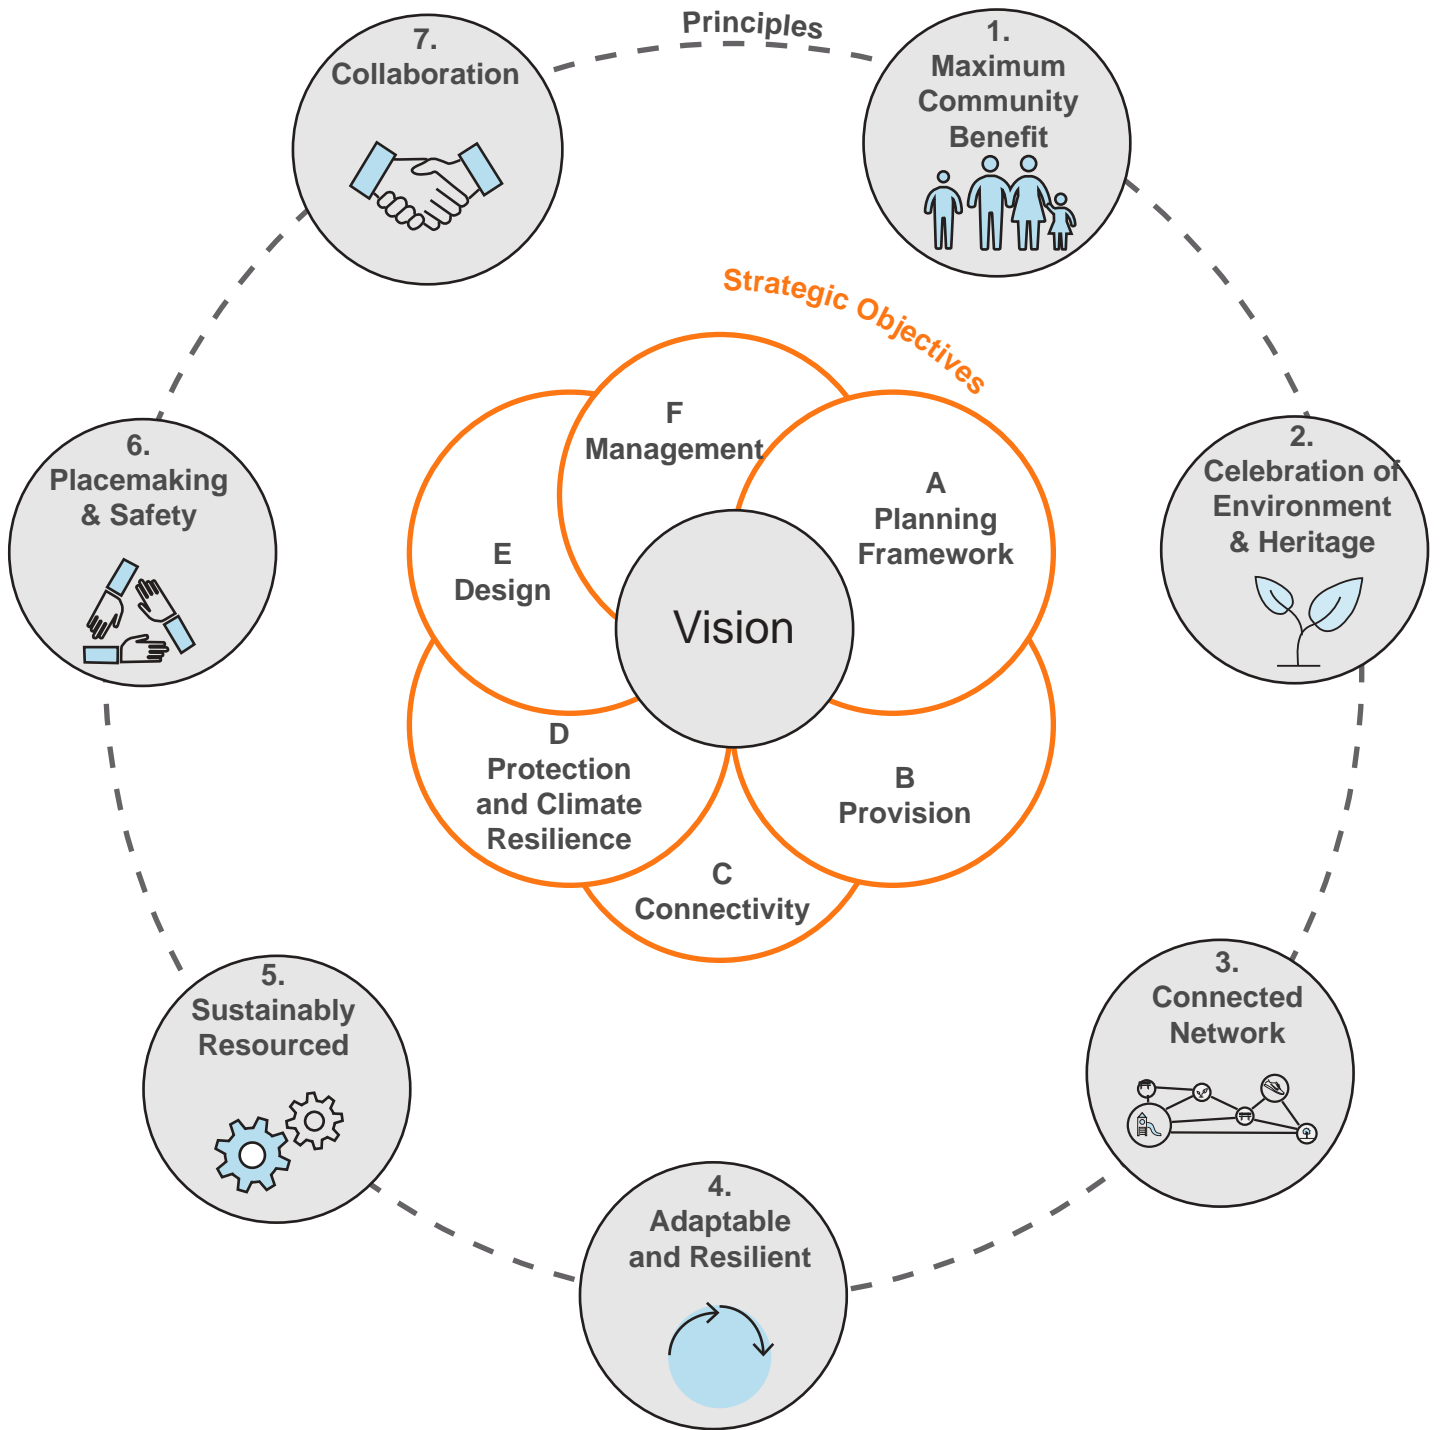 Principles
1.
Maximum
Community
Benefit
2.
Celebration of
Environment
& Heritage
3.
Connected
Network
4.
Adaptable
and Resilient
5.
Sustainably
Resourced
6.
Placemaking
& Safety
7.
Collaboration
Strategic Objectives
A
Planning
Framework
B
Provision
C
Connectivity
D
Protection
and Climate
Resilience
E
Design
F
Management
Vision